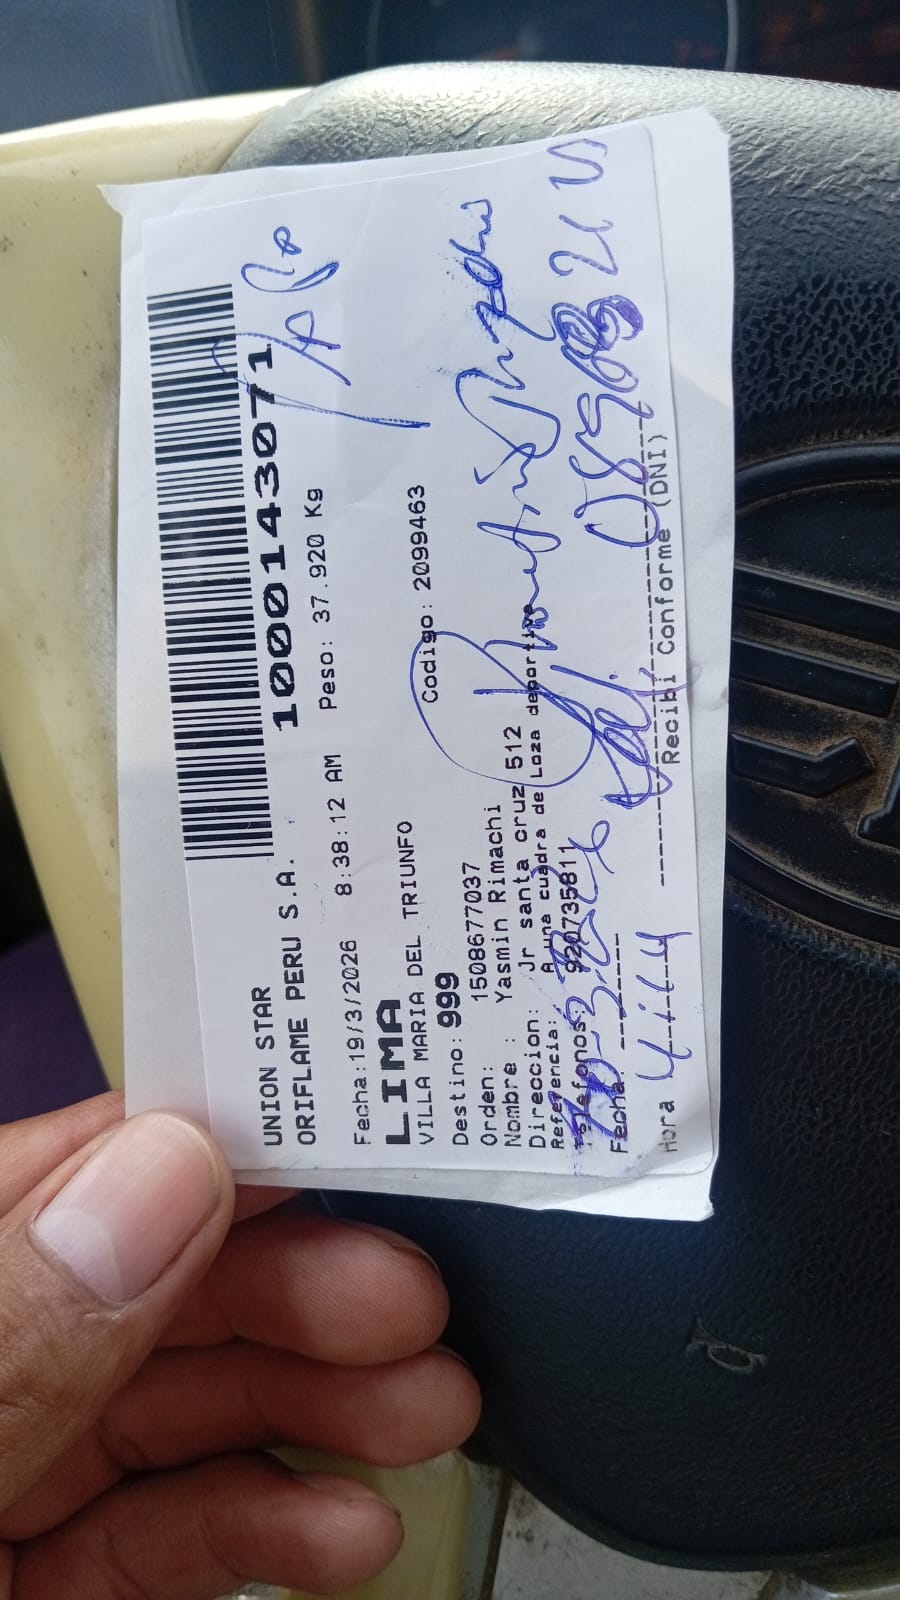 UNION STAR
ORIFLAME PERU S.A.
10001430771
Fecha:19/3/2026 8:38:12 AM Peso: 37.920 Kg
LIMA
VILLA MARIA DEL TRIUNFO
Destino: 999 Codigo: 2099463
Orden: 1508677037
Nombre : Yasmin Rimachi
Direccion: Jr santa cruz 512
Referencia: A una cuadra de Loza deportiva
Telefonos: 920735811
Fecha:
Hora
Recibi Conforme (DNI)